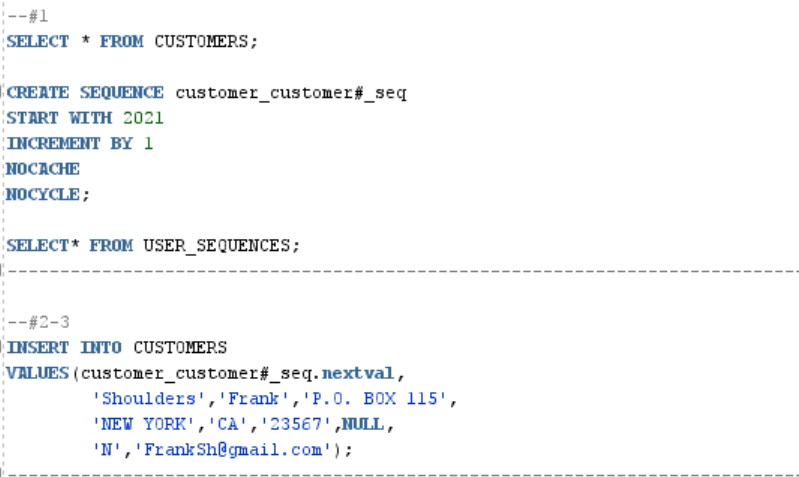 --#1
SELECT * FROM CUSTOMERS;
CREATE SEQUENCE customer_customer#_seq
START WITH 2021
INCREMENT BY 1
NOCACHE
NOCYCLE;
SELECT* FROM USER_SEQUENCES;
--#2-3
INSERT INTO CUSTOMERS
VALUES(customer_customer#_seq.nextval,
'Shoulders','Frank','P.O. BOX 115',
'NEW YORK','CA','23567',NULL,
'N','FrankSh@gmail.com');